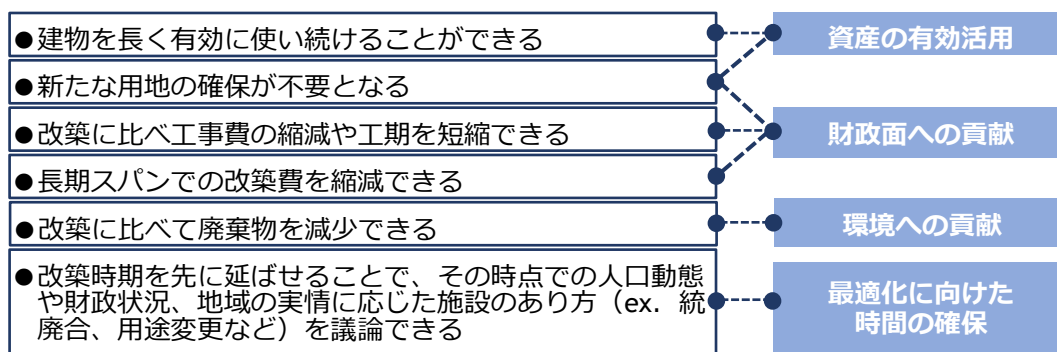 ●建物を長く有効に使い続けることができる
資産の有効活用
●新たな用地の確保が不要となる
●改築に比べ工事費の縮減や工期を短縮できる
財政面への貢献
●長期スパンでの改築費を縮減できる
●改築に比べて廃棄物を減少できる
環境への貢献
●改築時期を先に延ばせることで、その時点での人口動態
や財政状況、地域の実情に応じた施設のあり方（ex. 統
廃合、用途変更など）を議論できる
最適化に向けた
時間の確保